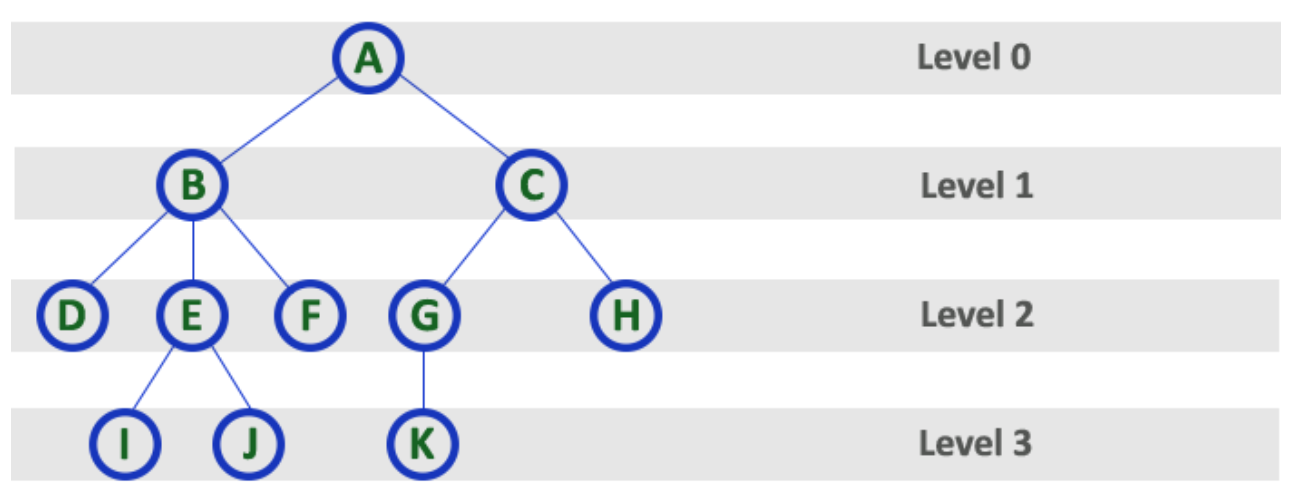 A Level 0
B C Level 1
D E F G H Level 2
I J K Level 3